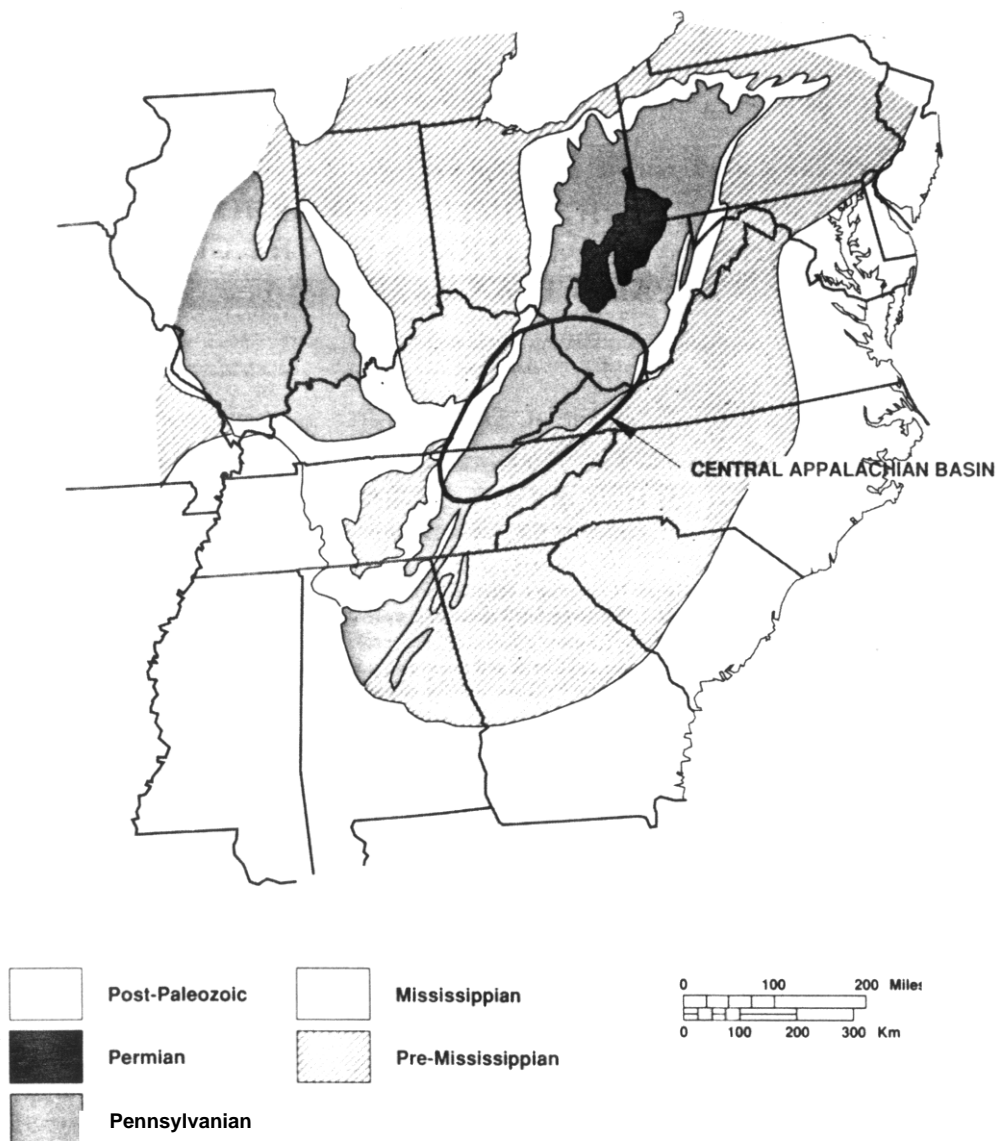 CENTRAL APPALACHIAN BASIN
Post-Paleozoic
Mississippian
0 100 200 Miles
Permian
Pre-Mississippian
0 100 200 300 Km
Pennsylvanian